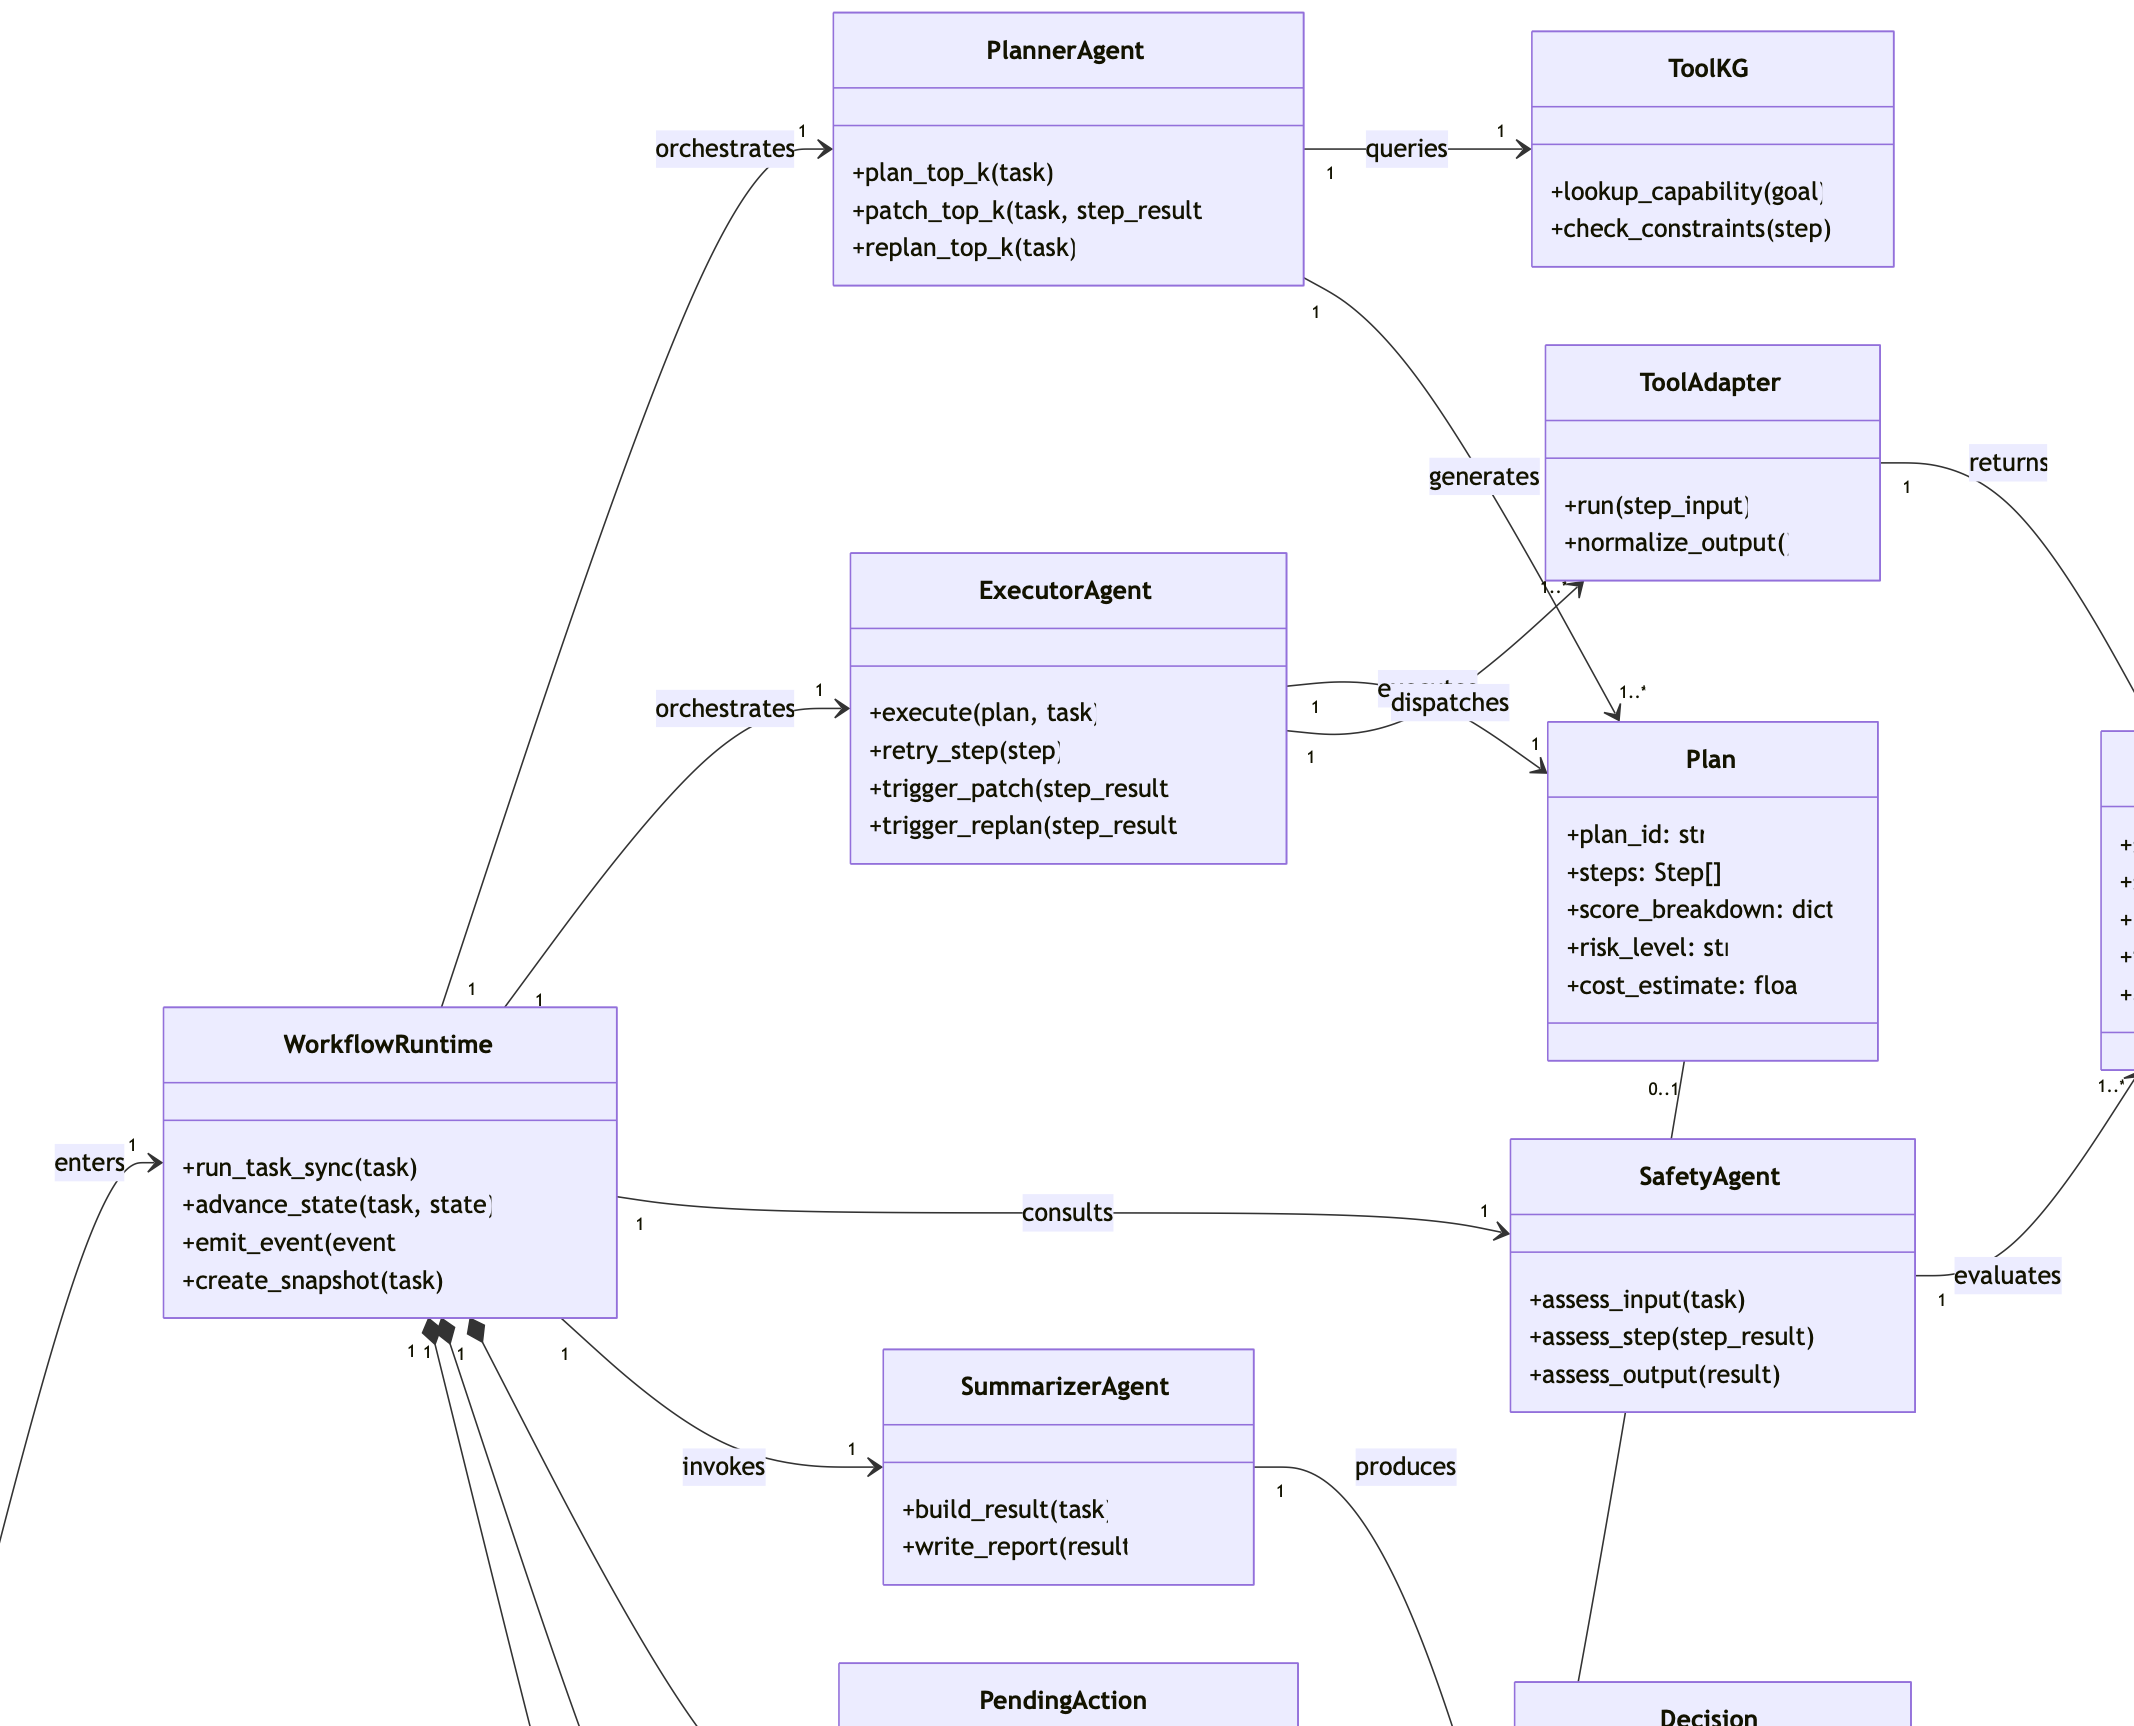 PlannerAgent
+plan_top_k(task)
+patch_top_k(task, step_result
+replan_top_k(task)
orchestrates
1
1
queries
1
1
ToolKG
+lookup_capability(goal)
+check_constraints(step)
1
generates
1..*
ToolAdapter
+run(step_input)
+normalize_output(
1
returns
1..*
ExecutorAgent
+execute(plan, task)
+retry_step(step)
+trigger_patch(step_result
+trigger_replan(step_result
orchestrates
1
1
1
dispatches
1
1
Plan
+plan_id: str
+steps: Step[]
+score_breakdown: dict
+risk_level: str
+cost_estimate: floa
0..1
WorkflowRuntime
+run_task_sync(task)
+advance_state(task, state)
+emit_event(event
+create_snapshot(task)
enters
1
1
consults
1
SafetyAgent
+assess_input(task)
+assess_step(step_result)
+assess_output(result)
1
evaluates
1..*
1
1
1
1
invokes
1
SummarizerAgent
+build_result(task)
+write_report(result
1
produces
PendingAction
Decision